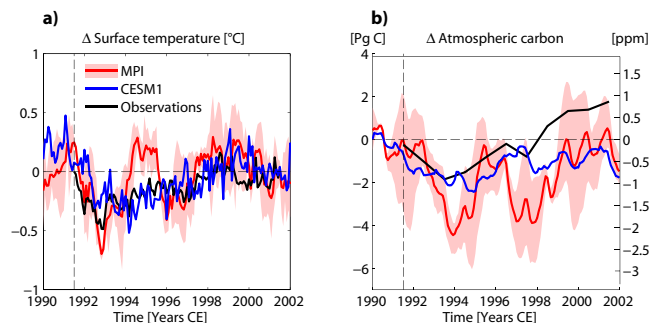 a)
Δ Surface temperature [°C]
1
0.5
0
−0.5
−1
MPI
CESM1
Observations
1990 1992 1994 1996 1998 2000 2002
Time [Years CE]
b)
[Pg C] Δ Atmospheric carbon [ppm]
4
2
0
−2
−4
−6
1.5
1
0.5
0
−0.5
−1
−1.5
−2
−2.5
−3
1990 1992 1994 1996 1998 2000 2002
Time [Years CE]